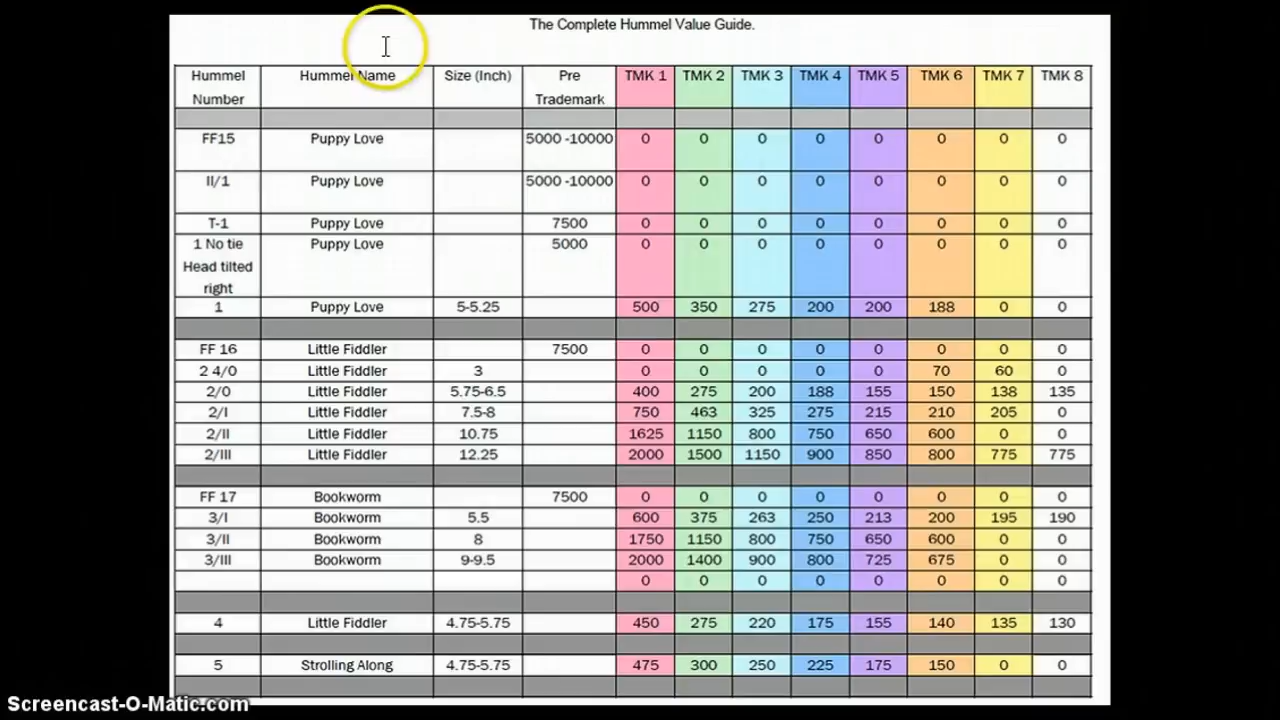 The Complete Hummel Value Guide.
Hummel Number Hummel Name Size (Inch) Pre Trademark TMK 1 TMK 2 TMK 3 TMK 4 TMK 5 TMK 6 TMK 7 TMK 8
FF15 Puppy Love 5000 -10000 0 0 0 0 0 0 0 0
II/1 Puppy Love 5000 -10000 0 0 0 0 0 0 0 0
T-1 Puppy Love 7500 0 0 0 0 0 0 0 0
1 No tie Puppy Love 5000 0 0 0 0 0 0 0 0
Head tilted
right
1 Puppy Love 5-5.25 500 350 275 200 200 188 0 0
FF 16 Little Fiddler 7500 0 0 0 0 0 0 0 0
2 4/0 Little Fiddler 3 0 0 0 0 0 70 60
2/0 Little Fiddler 5.75-6.5 400 275 200 188 155 150 138 135
2/I Little Fiddler 7.5-8 750 463 325 275 215 210 205 0
2/II Little Fiddler 10.75 1625 1150 800 750 650 600 0 0
2/III Little Fiddler 12.25 2000 1500 1150 900 850 800 775 775
FF 17 Bookworm 7500 0 0 0 0 0 0 0 0
3/I Bookworm 5.5 600 375 263 250 213 200 195 190
3/II Bookworm 8 1750 1150 800 750 650 600 0 0
3/III Bookworm 9-9.5 2000 1400 900 800 725 675 0 0
0 0 0 0 0 0 0 0
4 Little Fiddler 4.75-5.75 450 275 220 175 155 140 135 130
5 Strolling Along 4.75-5.75 475 300 250 225 175 150 0 0
Screencast-O-Matic.com